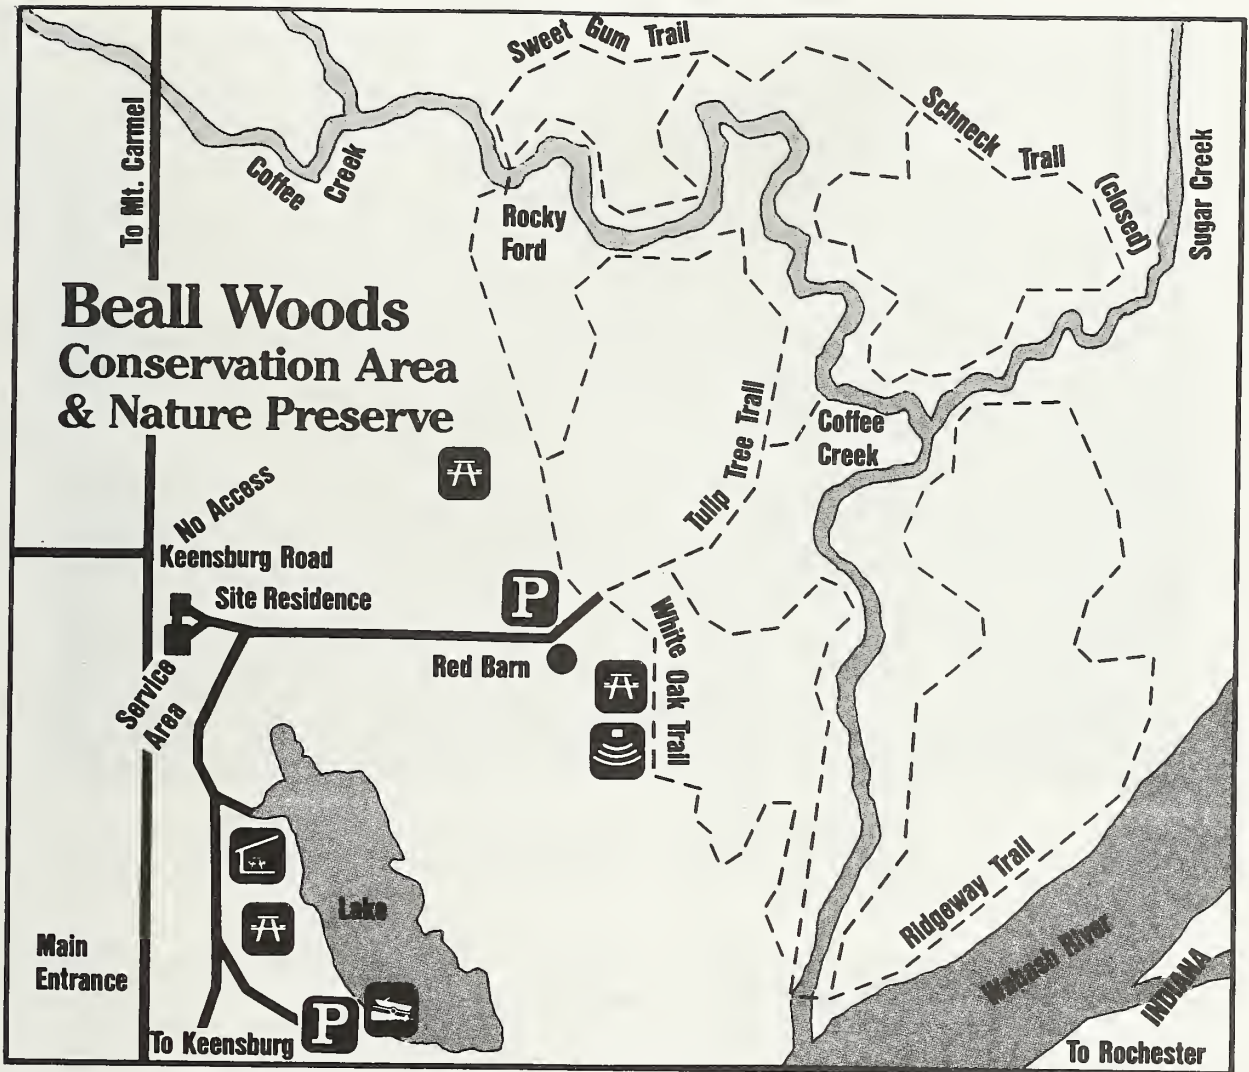 Sweet Gum Trail
Schneck Trail
(closed)
Sugar Creek
To Mt. Carmel
Coffee Creek
Rocky
Ford
Beall Woods
Conservation Area
& Nature Preserve
Tulip Tree Trail
Coffee
Creek
No Access
Keensburg Road
Site Residence
P
Red Barn
White Oak Trail
Service
Area
Lake
Ridgeway Trail
Wabash River
INDIANA
Main
Entrance
P
To Keensburg
To Rochester